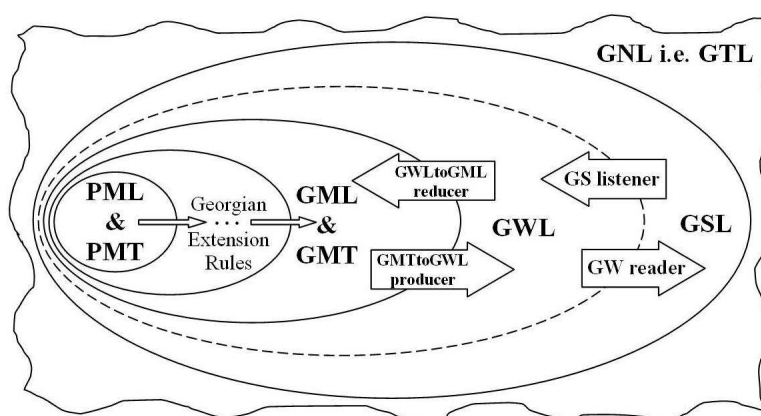 GNL i.e. GTL
PML
&
PMT
Georgian
...
Extension
Rules
GML
&
GMT
GWLtoGML
reducer
GMTtoGWL
producer
GWL
GS listener
GW reader
GSL